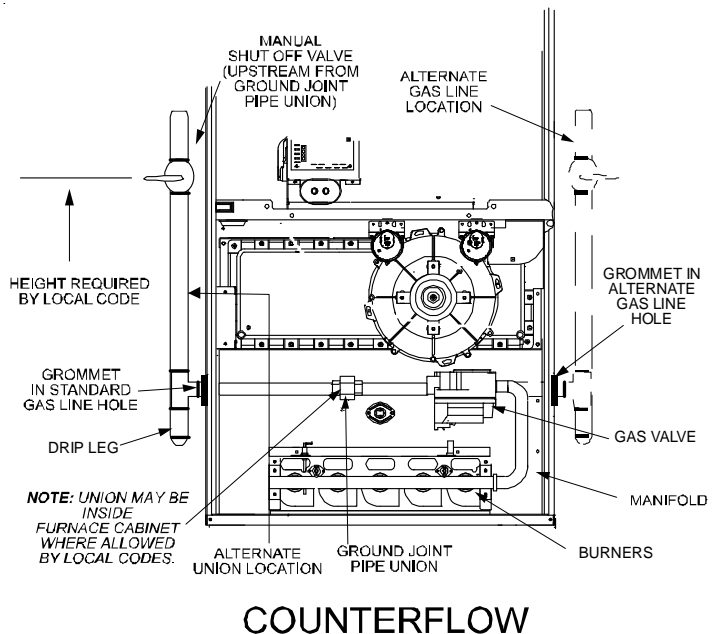 MANUAL
SHUT OFF VALVE
(UPSTREAM FROM
GROUND JOINT
PIPE UNION)
ALTERNATE
GAS LINE
LOCATION
HEIGHT REQUIRED
BY LOCAL CODE
GROMMET IN
ALTERNATE
GAS LINE
HOLE
GROMMET
IN STANDARD
GAS LINE HOLE
DRIP LEG
GAS VALVE
MANIFOLD
NOTE: UNION MAY BE
INSIDE
FURNACE CABINET
WHERE ALLOWED
BY LOCAL CODES.
ALTERNATE
UNION LOCATION
GROUND JOINT
PIPE UNION
BURNERS
COUNTERFLOW